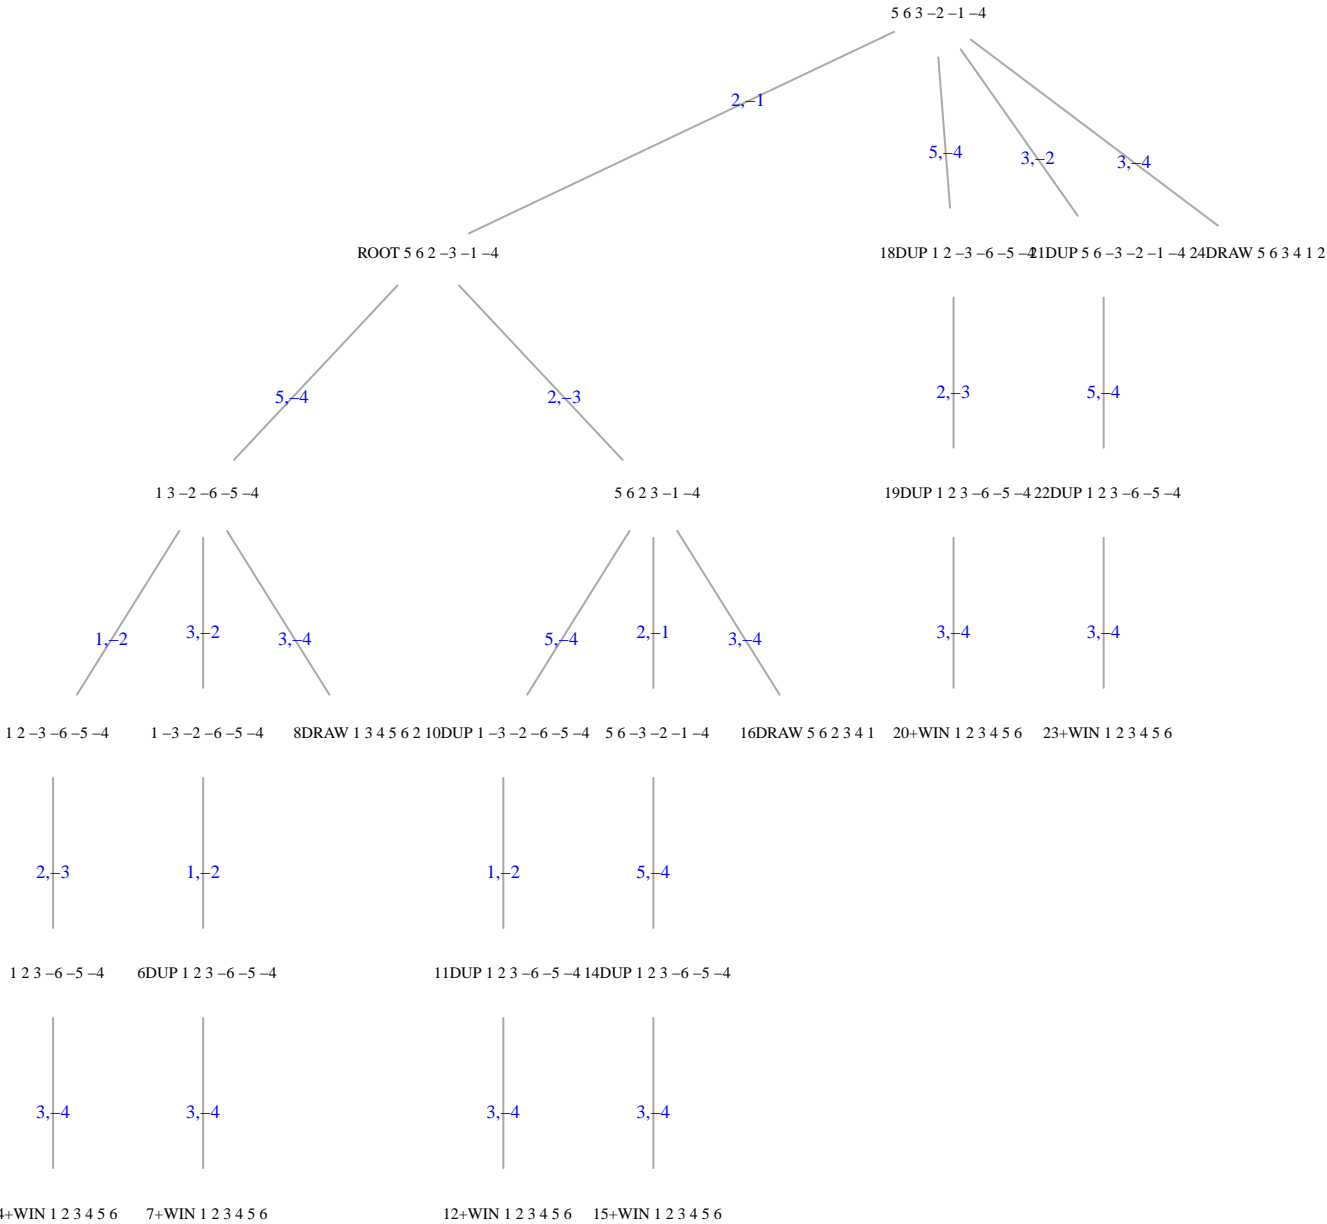 5 6 3 −2 −1 −4
2,−1
5,−4
3,−2
3,−4
ROOT 5 6 2 −3 −1 −4
18DUP 1 2 −3 −6 −5 −4
21DUP 5 6 −3 −2 −1 −4
24DRAW 5 6 3 4 1 2
5,−4
2,−3
2,−3
5,−4
1 3 −2 −6 −5 −4
5 6 2 3 −1 −4
19DUP 1 2 3 −6 −5 −4
22DUP 1 2 3 −6 −5 −4
1,−2
3,−2
3,−4
5,−4
2,−1
3,−4
3,−4
3,−4
1 2 −3 −6 −5 −4
1 −3 −2 −6 −5 −4
8DRAW 1 3 4 5 6 2
10DUP 1 −3 −2 −6 −5 −4
5 6 −3 −2 −1 −4
16DRAW 5 6 2 3 4 1
20+WIN 1 2 3 4 5 6
23+WIN 1 2 3 4 5 6
2,−3
1,−2
1,−2
5,−4
1 2 3 −6 −5 −4
6DUP 1 2 3 −6 −5 −4
11DUP 1 2 3 −6 −5 −4
14DUP 1 2 3 −6 −5 −4
3,−4
3,−4
3,−4
3,−4
4+WIN 1 2 3 4 5 6
7+WIN 1 2 3 4 5 6
12+WIN 1 2 3 4 5 6
15+WIN 1 2 3 4 5 6